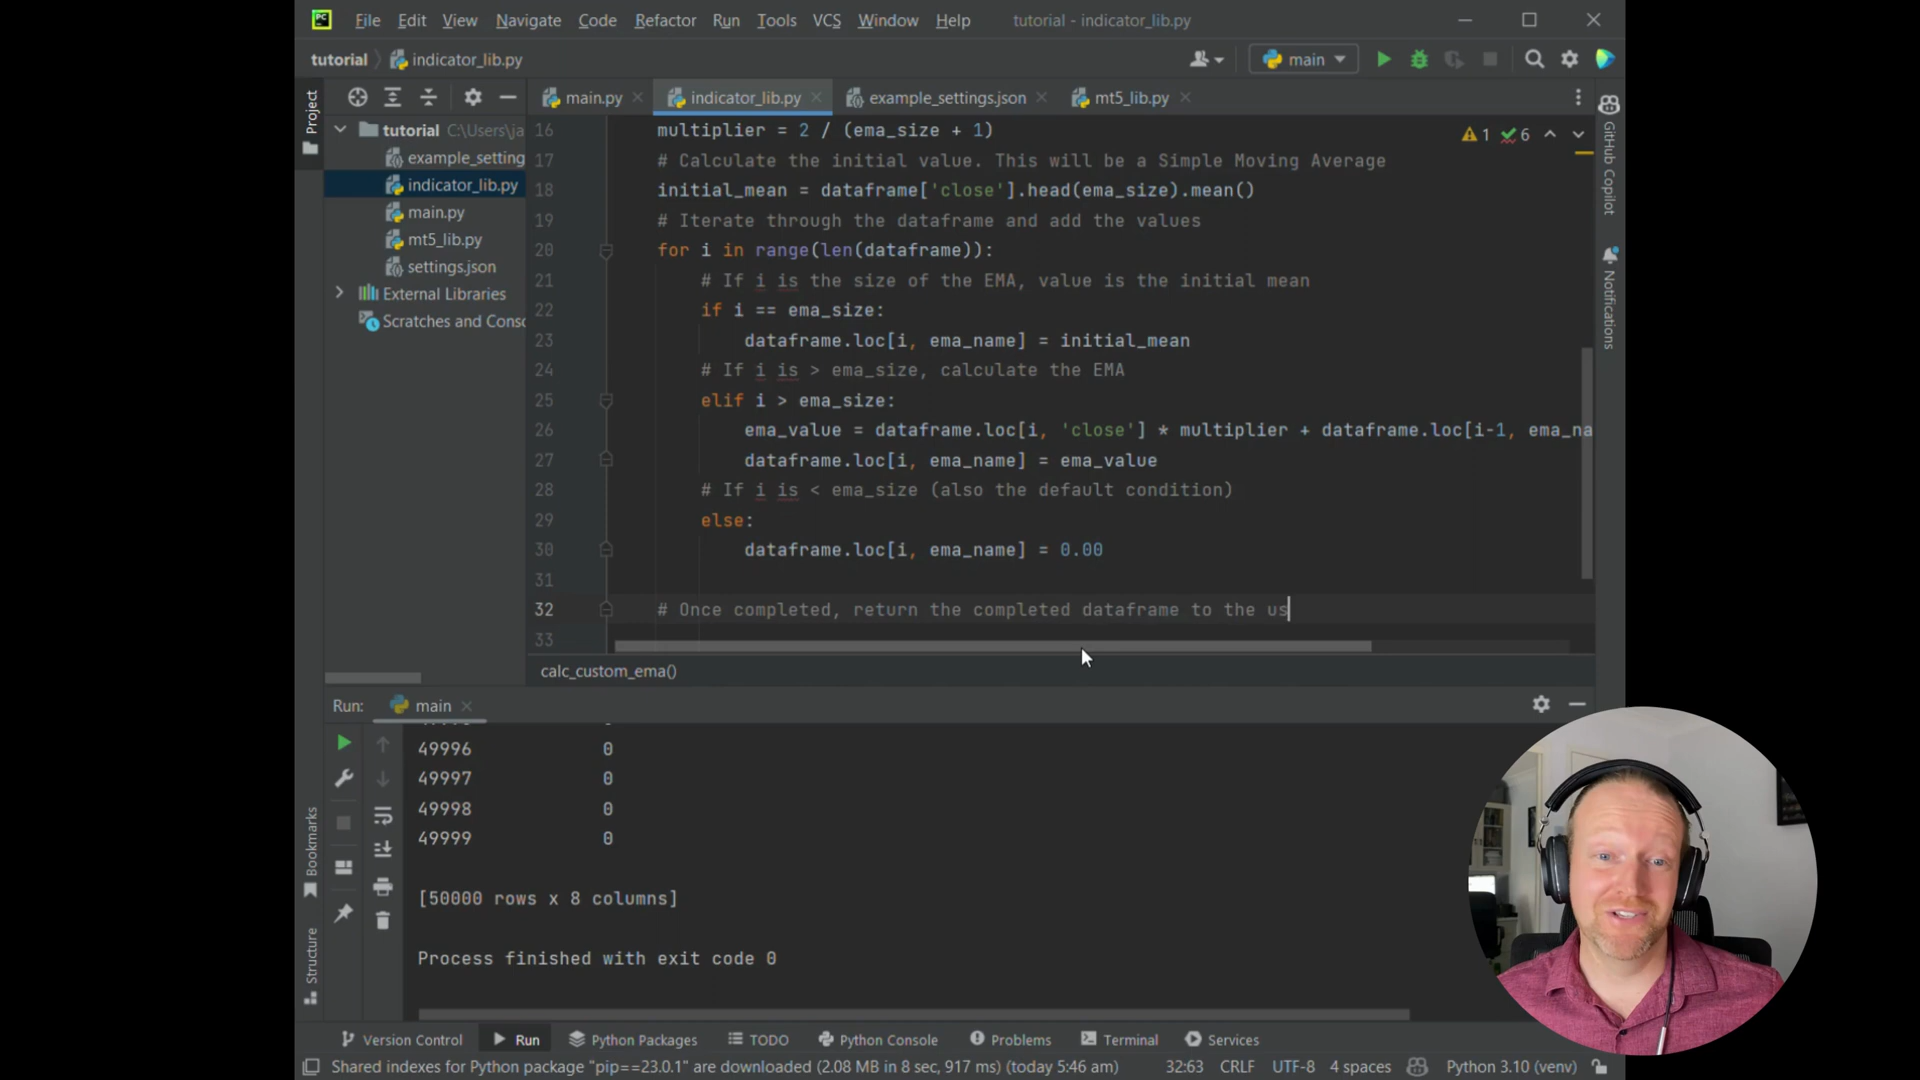 PC File Edit View Navigate Code Refactor Run Tools VCS Window Help tutorial - indicator_lib.py
tutorial indicator_lib.py main
Project
main.py indicator_lib.py example_settings.json mt5_lib.py
tutorial C:\Users\ja
example_setting
indicator_lib.py
main.py
mt5_lib.py
settings.json
External Libraries
Scratches and Conso
1 6
16 multiplier = 2 / (ema_size + 1)
17 # Calculate the initial value. This will be a Simple Moving Average
18 initial_mean = dataframe['close'].head(ema_size).mean()
19 # Iterate through the dataframe and add the values
20 for i in range(len(dataframe)):
21 # If i is the size of the EMA, value is the initial mean
22 if i == ema_size:
23 dataframe.loc[i, ema_name] = initial_mean
24 # If i is > ema_size, calculate the EMA
25 elif i > ema_size:
26 ema_value = dataframe.loc[i, 'close'] * multiplier + dataframe.loc[i-1, ema_na
27 dataframe.loc[i, ema_name] = ema_value
28 # If i is < ema_size (also the default condition)
29 else:
30 dataframe.loc[i, ema_name] = 0.00
31
32 # Once completed, return the completed dataframe to the us
33
calc_custom_ema()
GitHub Copilot
Notifications
Run: main
49996 0
49997 0
49998 0
49999 0
[50000 rows x 8 columns]
Process finished with exit code 0
Bookmarks
Structure
Version Control Run Python Packages TODO Python Console Problems Terminal Services
Shared indexes for Python package "pip==23.0.1" are downloaded (2.08 MB in 8 sec, 917 ms) (today 5:46 am) 32:63 CRLF UTF-8 4 spaces Python 3.10 (venv)